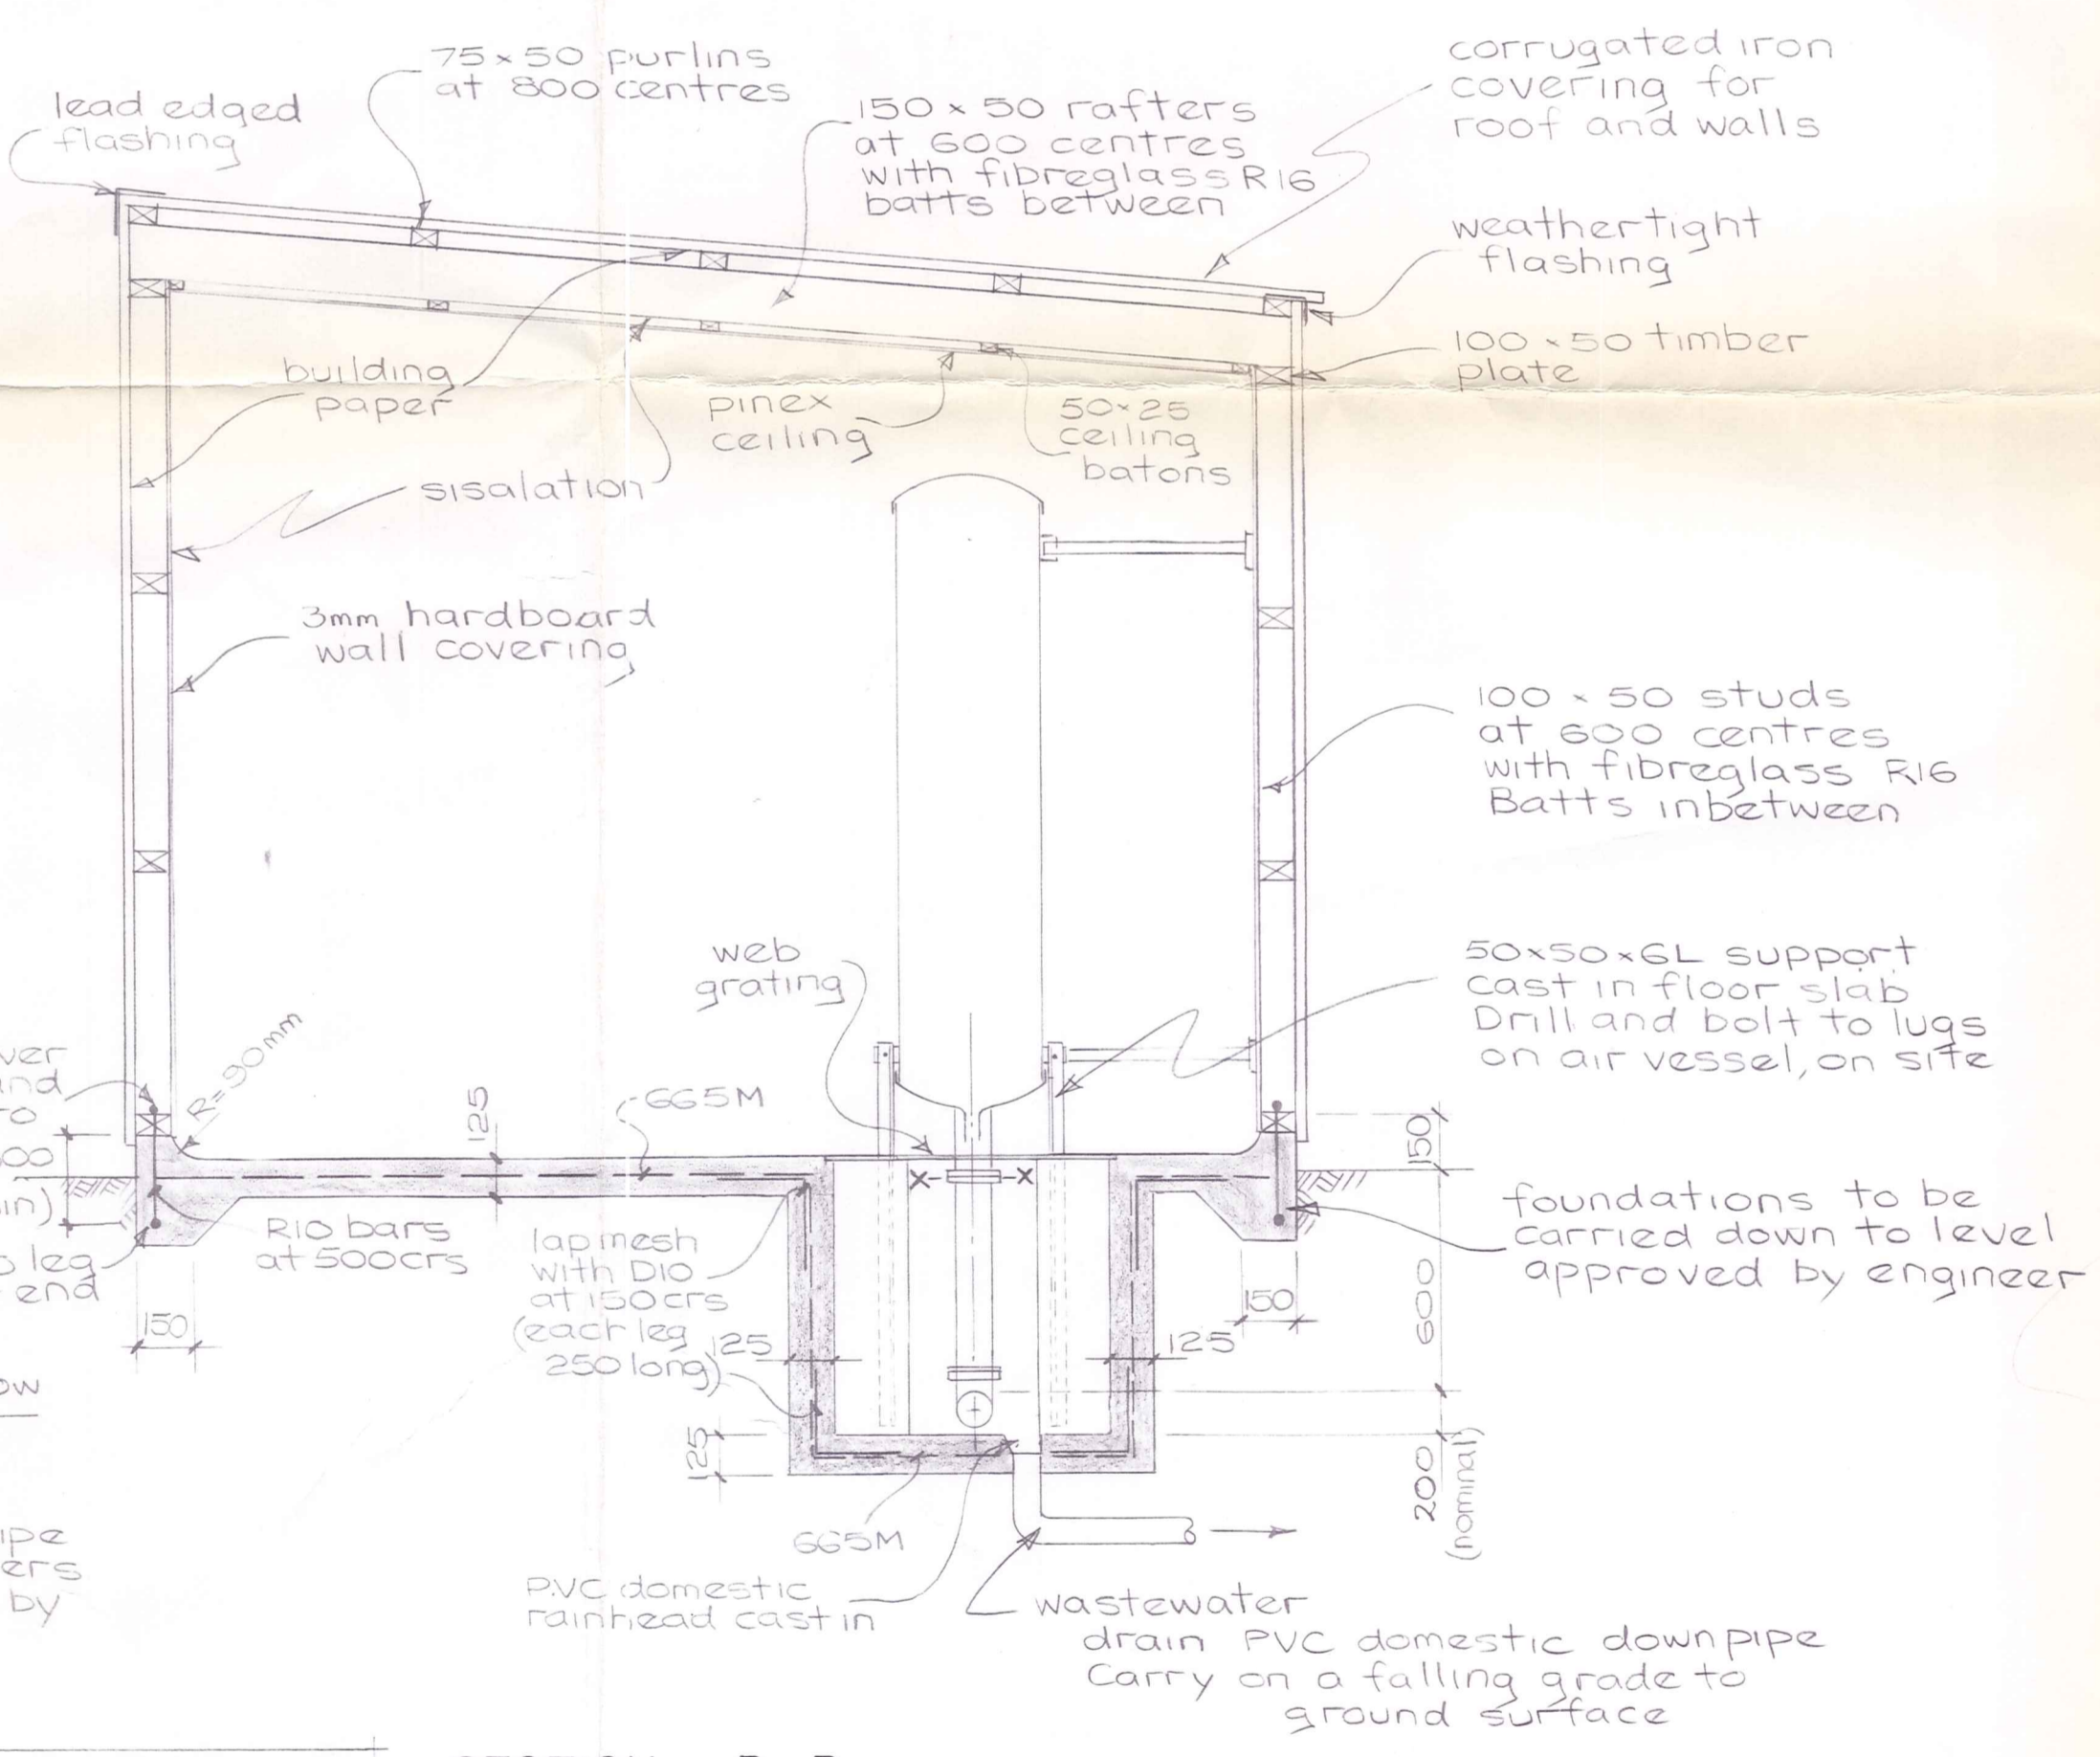 75 x 50 purlins
at 800 centres
lead edged
flashing
150 x 50 rafters
at 600 centres
with fibreglass R16
batts between
corrugated iron
covering for
roof and walls
weathertight
flashing
100 x 50 timber
plate
building
paper
pinex
ceiling
50x25
ceiling
batons
sisalation
3mm hardboard
wall covering
100 x 50 studs
at 600 centres
with fibreglass R16
Batts inbetween
web
grating
50x50x6L support
cast in floor slab
Drill and bolt to lugs
on air vessel, on site
R=90mm
125
665M
150
X
X
R10 bars
at 500crs
lap mesh
with D10
at 150crs
(each leg
250 long)
125
125
150
150
600
foundations to be
carried down to level
approved by engineer
leg
end
125
200
(nominal)
665M
PVC domestic
rainhead cast in
wastewater
drain PVC domestic downpipe
Carry on a falling grade to
ground surface
by